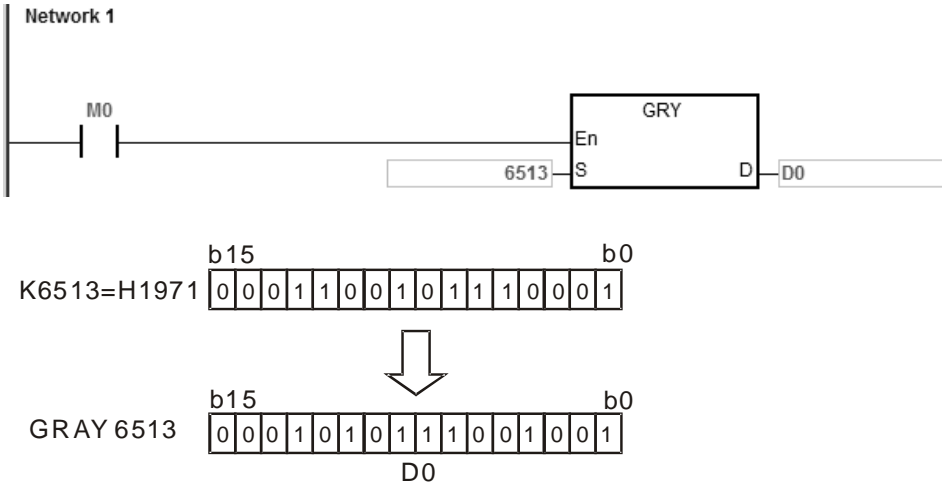 Network 1
M0
GRY
En
6513 S D D0
b15 b0
K6513=H1971 0 0 0 1 1 0 0 1 0 1 1 1 0 0 0 1
b15 b0
GRAY 6513 0 0 0 1 0 1 0 1 1 1 0 0 1 0 0 1
D0